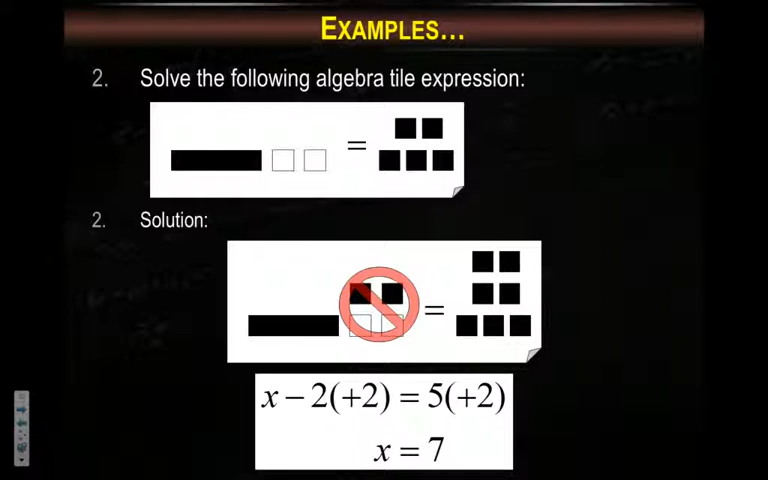 EXAMPLES...
2. Solve the following algebra tile expression:
=
2. Solution:
=
x − 2(+2) = 5(+2)
x = 7